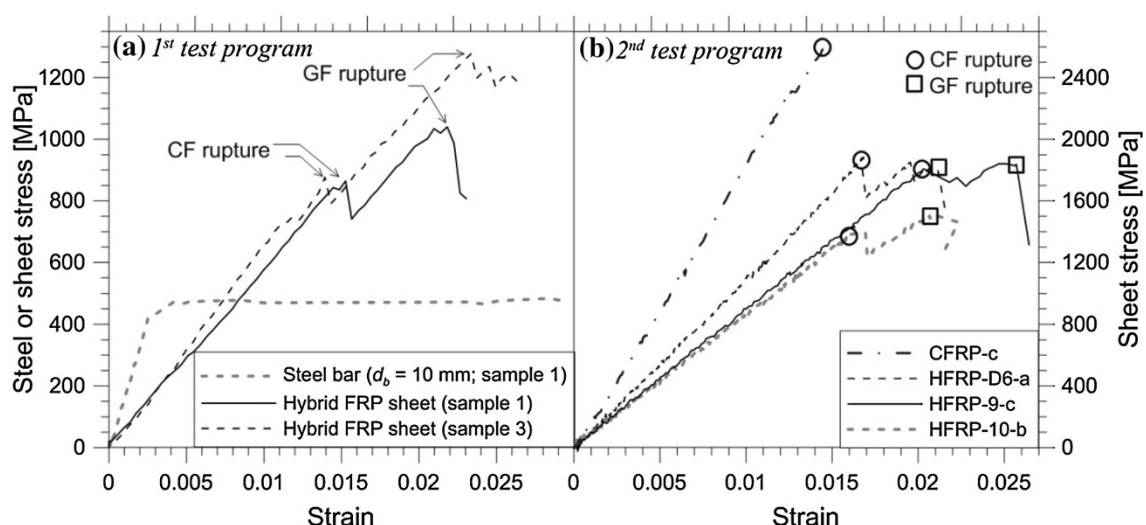 (a) 1st test program
GF rupture
CF rupture
Steel or sheet stress [MPa]
1200
1000
800
600
400
200
0
Steel bar (db = 10 mm; sample 1)
Hybrid FRP sheet (sample 1)
Hybrid FRP sheet (sample 3)
0 0.005 0.01 0.015 0.02 0.025
Strain
(b) 2nd test program
CF rupture
GF rupture
2400
2000
1600
1200
800
400
0
Sheet stress [MPa]
CFRP-c
HFRP-D6-a
HFRP-9-c
HFRP-10-b
0 0.005 0.01 0.015 0.02 0.025
Strain